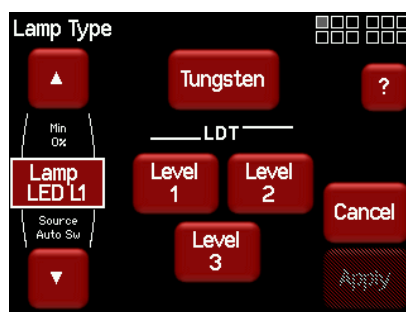 Lamp Type
Tungsten
?
Min
0%
LDT
Lamp
LED L1
Level
1
Level
2
Source
Auto Sw
Cancel
Level
3
Apply